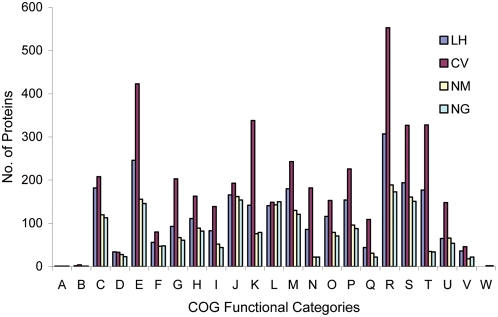 600
500
400
300
200
100
0
No. of Proteins
LH
CV
NM
NG
A B C D E F G H I J K L M N O P Q R S T U V W
COG Functional Categories